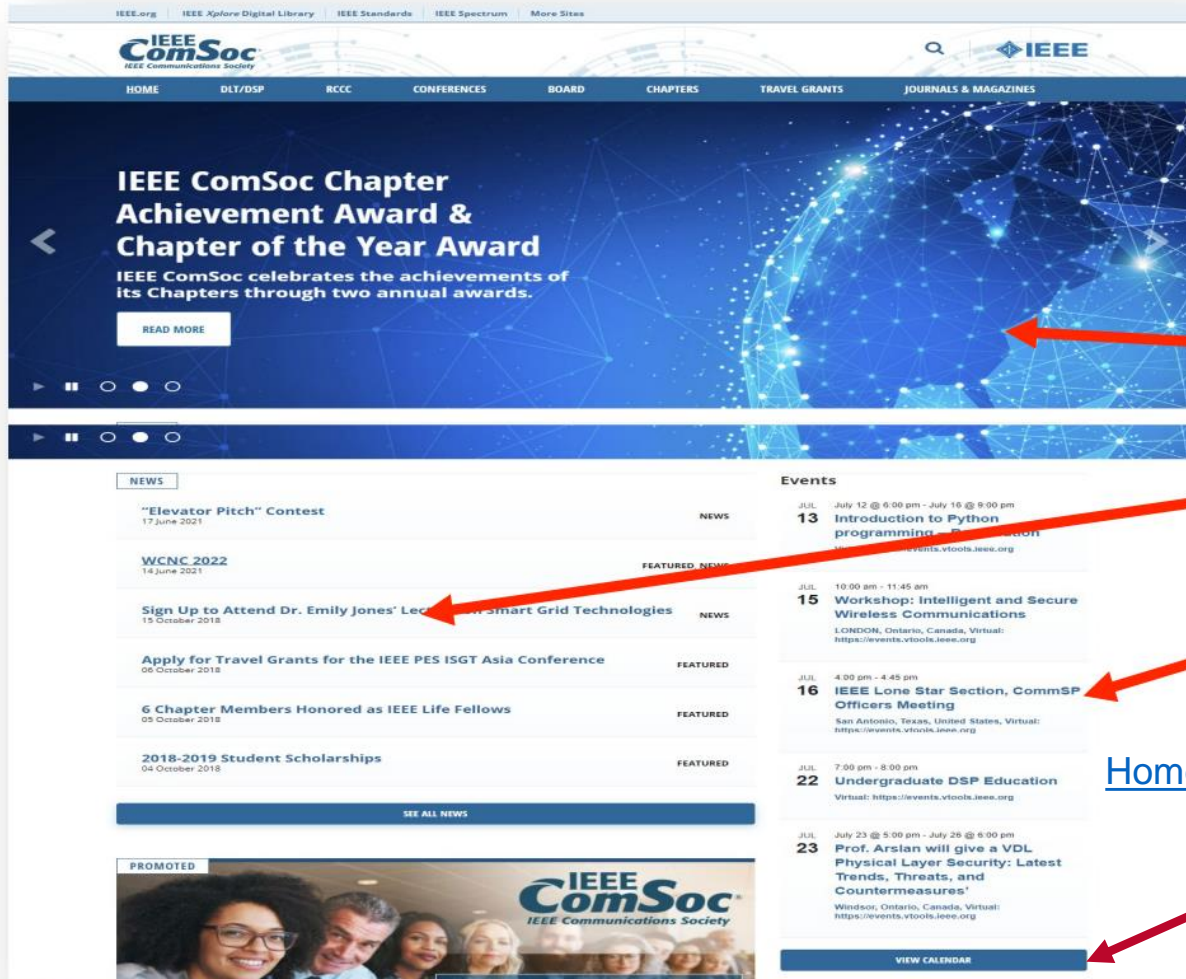 IEEE.org IEEE Xplore Digital Library IEEE Standards IEEE Spectrum More Sites
IEEE ComSoc
IEEE Communications Society
IEEE
HOME DLT/DSP RCCC CONFERENCES BOARD CHAPTERS TRAVEL GRANTS JOURNALS & MAGAZINES
IEEE ComSoc Chapter
Achievement Award &
Chapter of the Year Award
IEEE ComSoc celebrates the achievements of
its Chapters through two annual awards.
READ MORE
NEWS
"Elevator Pitch" Contest
17 June 2021
NEWS
WCNC 2022
14 June 2021
FEATURED, NEWS
Sign Up to Attend Dr. Emily Jones' Smart Grid Technologies
15 October 2018
NEWS
Apply for Travel Grants for the IEEE PES ISGT Asia Conference
06 October 2018
FEATURED
6 Chapter Members Honored as IEEE Life Fellows
05 October 2018
FEATURED
2018-2019 Student Scholarships
04 October 2018
FEATURED
SEE ALL NEWS
PROMOTED
IEEE ComSoc
IEEE Communications Society
Events
JUL 13
July 12 @ 6:00 pm - July 16 @ 9:00 pm
Introduction to Python
programming
JUL 15
10:00 am - 11:45 am
Workshop: Intelligent and Secure
Wireless Communications
LONDON, Ontario, Canada, Virtual:
https://events.vtools.ieee.org
JUL 16
4:00 pm - 4:45 pm
IEEE Lone Star Section, CommSP
Officers Meeting
San Antonio, Texas, United States, Virtual:
https://events.vtools.ieee.org
JUL 22
7:00 pm - 8:00 pm
Undergraduate DSP Education
Virtual: https://events.vtools.ieee.org
JUL 23
July 23 @ 5:00 pm - July 26 @ 6:00 pm
Prof. Arslan will give a VDL
Physical Layer Security: Latest
Trends, Threats, and
Countermeasures'
Windsor, Ontario, Canada, Virtual:
https://events.vtools.ieee.org
VIEW CALENDAR